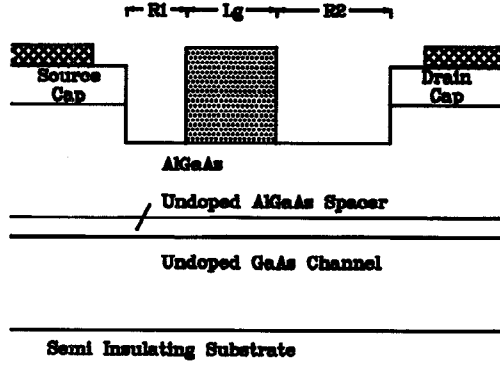 R1 Lg R2
Source Cap
Drain Cap
AlGaAs
Undoped AlGaAs Spacer
Undoped GaAs Channel
Semi Insulating Substrate